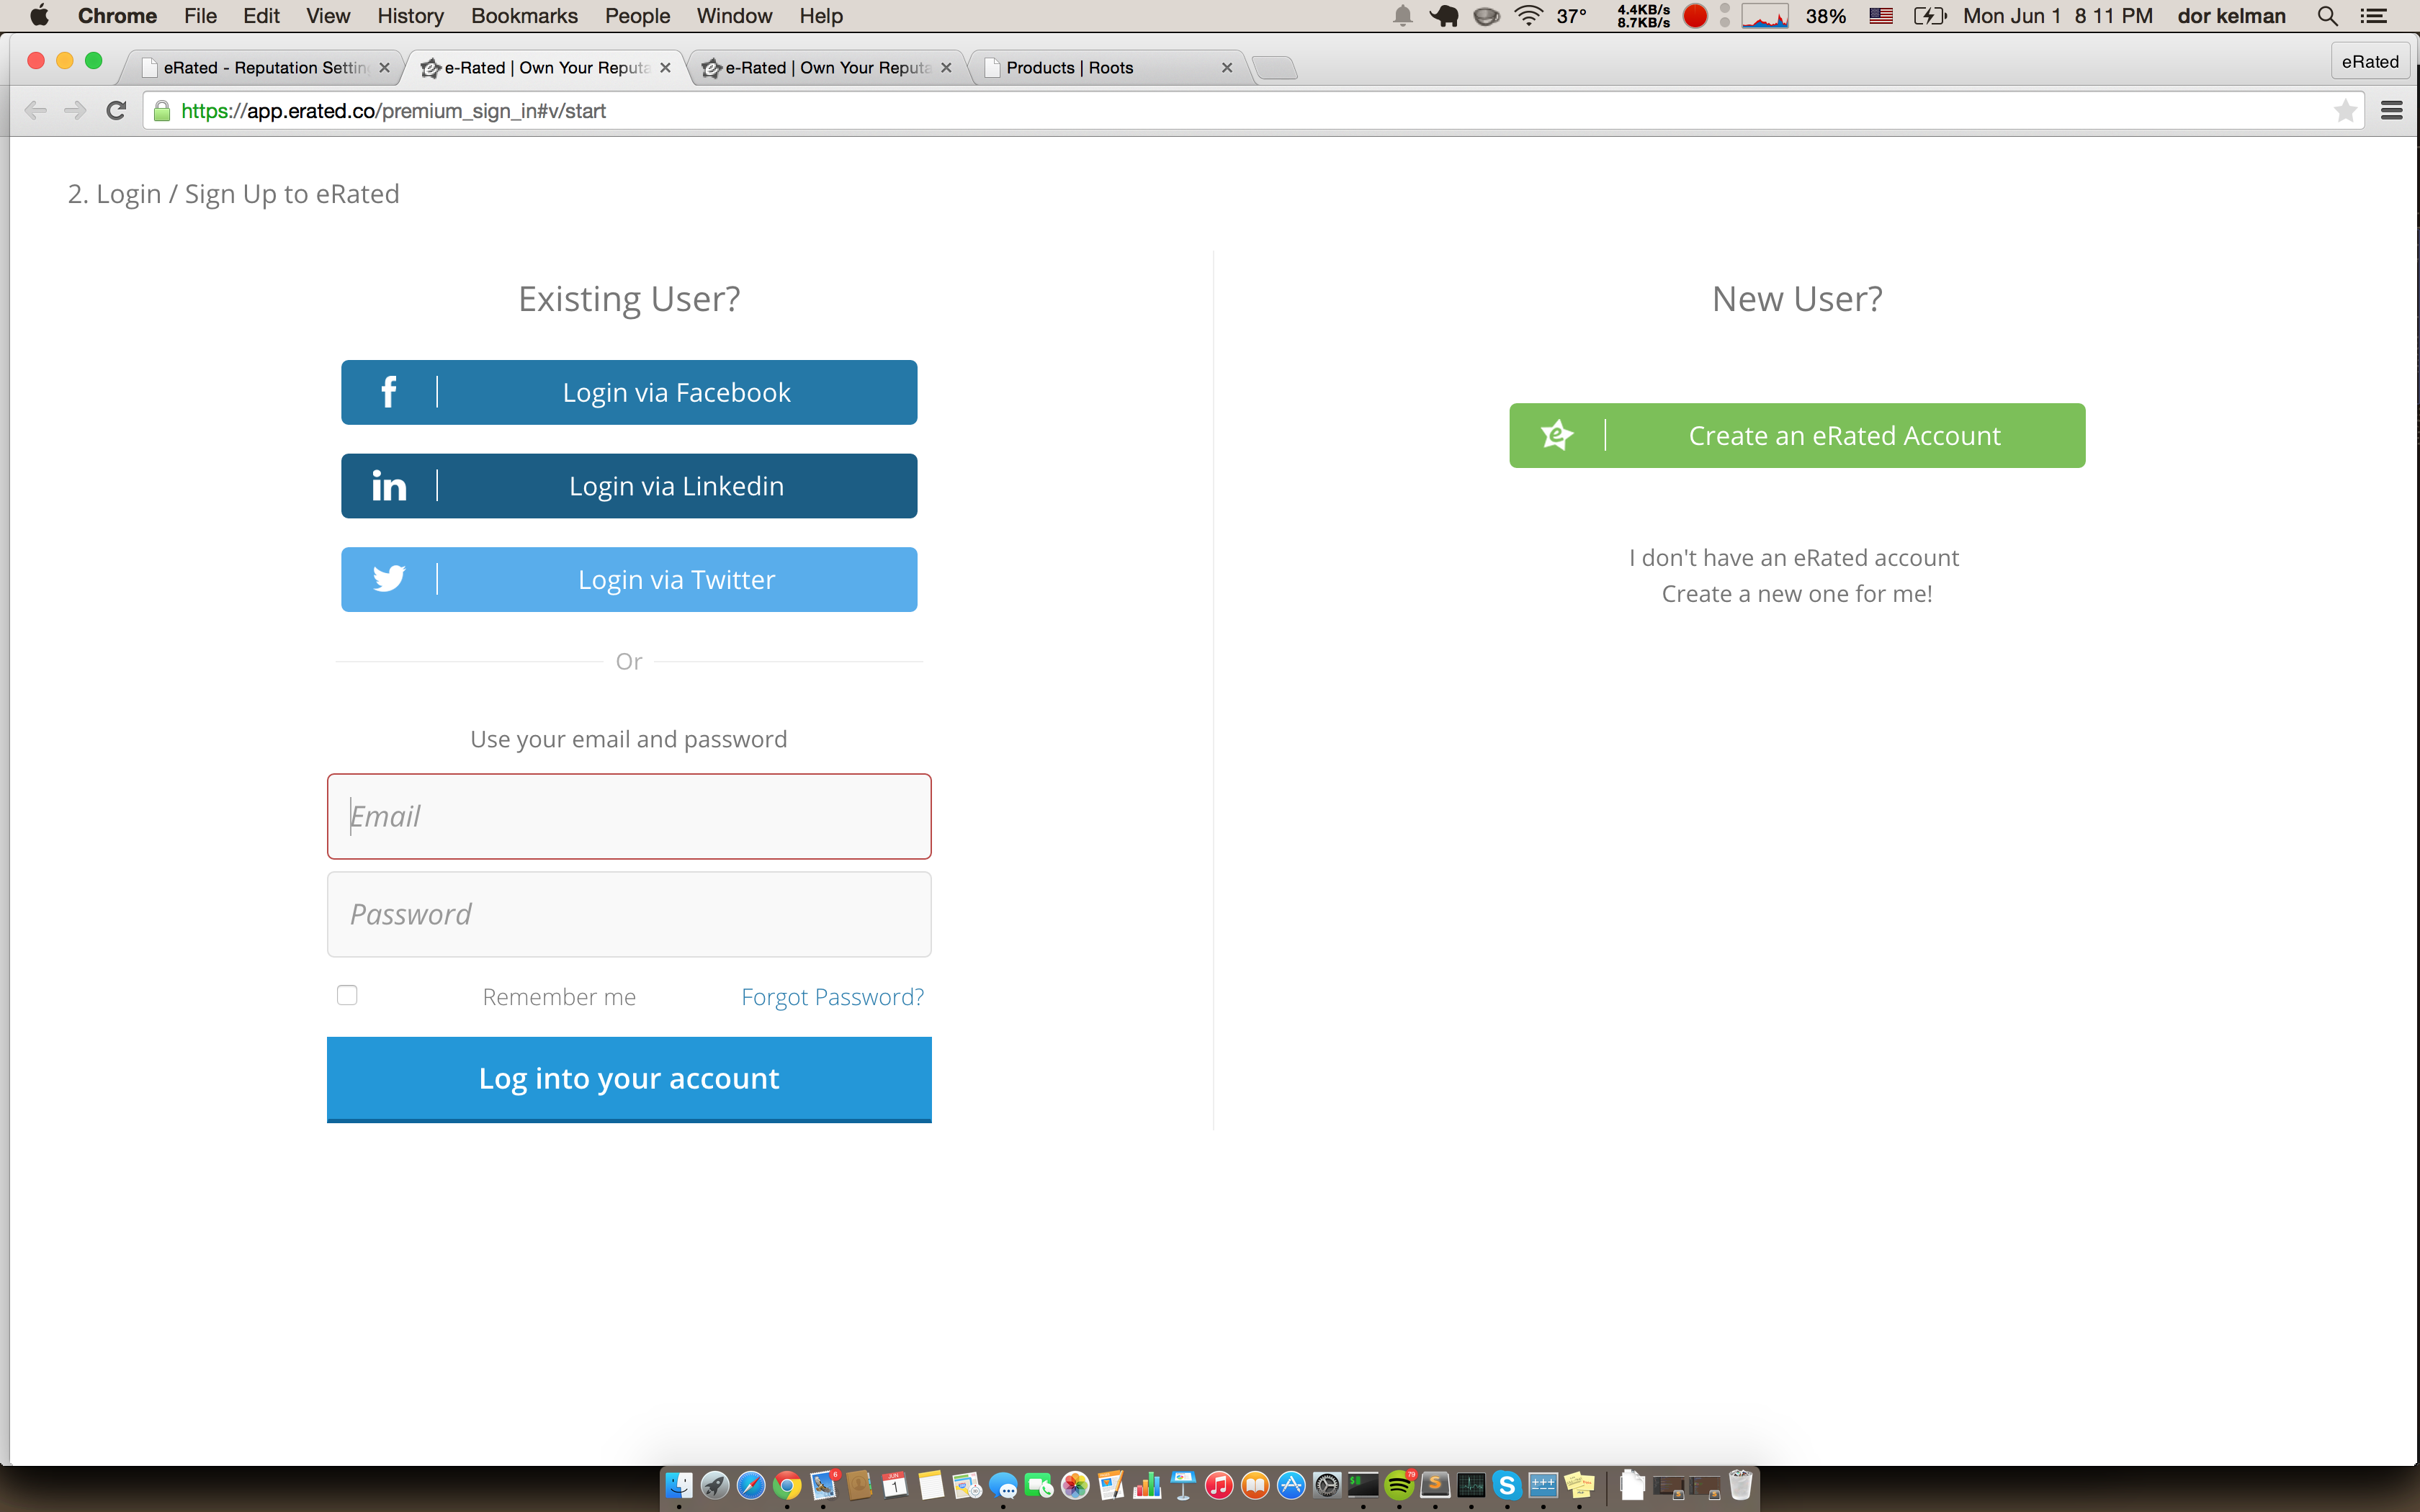 Chrome File Edit View History Bookmarks People Window Help 37° 4.4KB/s 8.7KB/s 38% Mon Jun 1 8 11 PM dor kelman
eRated - Reputation Settin e-Rated | Own Your Reputa e-Rated | Own Your Reputa Products | Roots eRated
https://app.erated.co/premium_sign_in#v/start
2. Login / Sign Up to eRated
Existing User?
Login via Facebook
Login via Linkedin
Login via Twitter
Or
Use your email and password
Email
Password
Remember me Forgot Password?
Log into your account
New User?
Create an eRated Account
I don't have an eRated account
Create a new one for me!